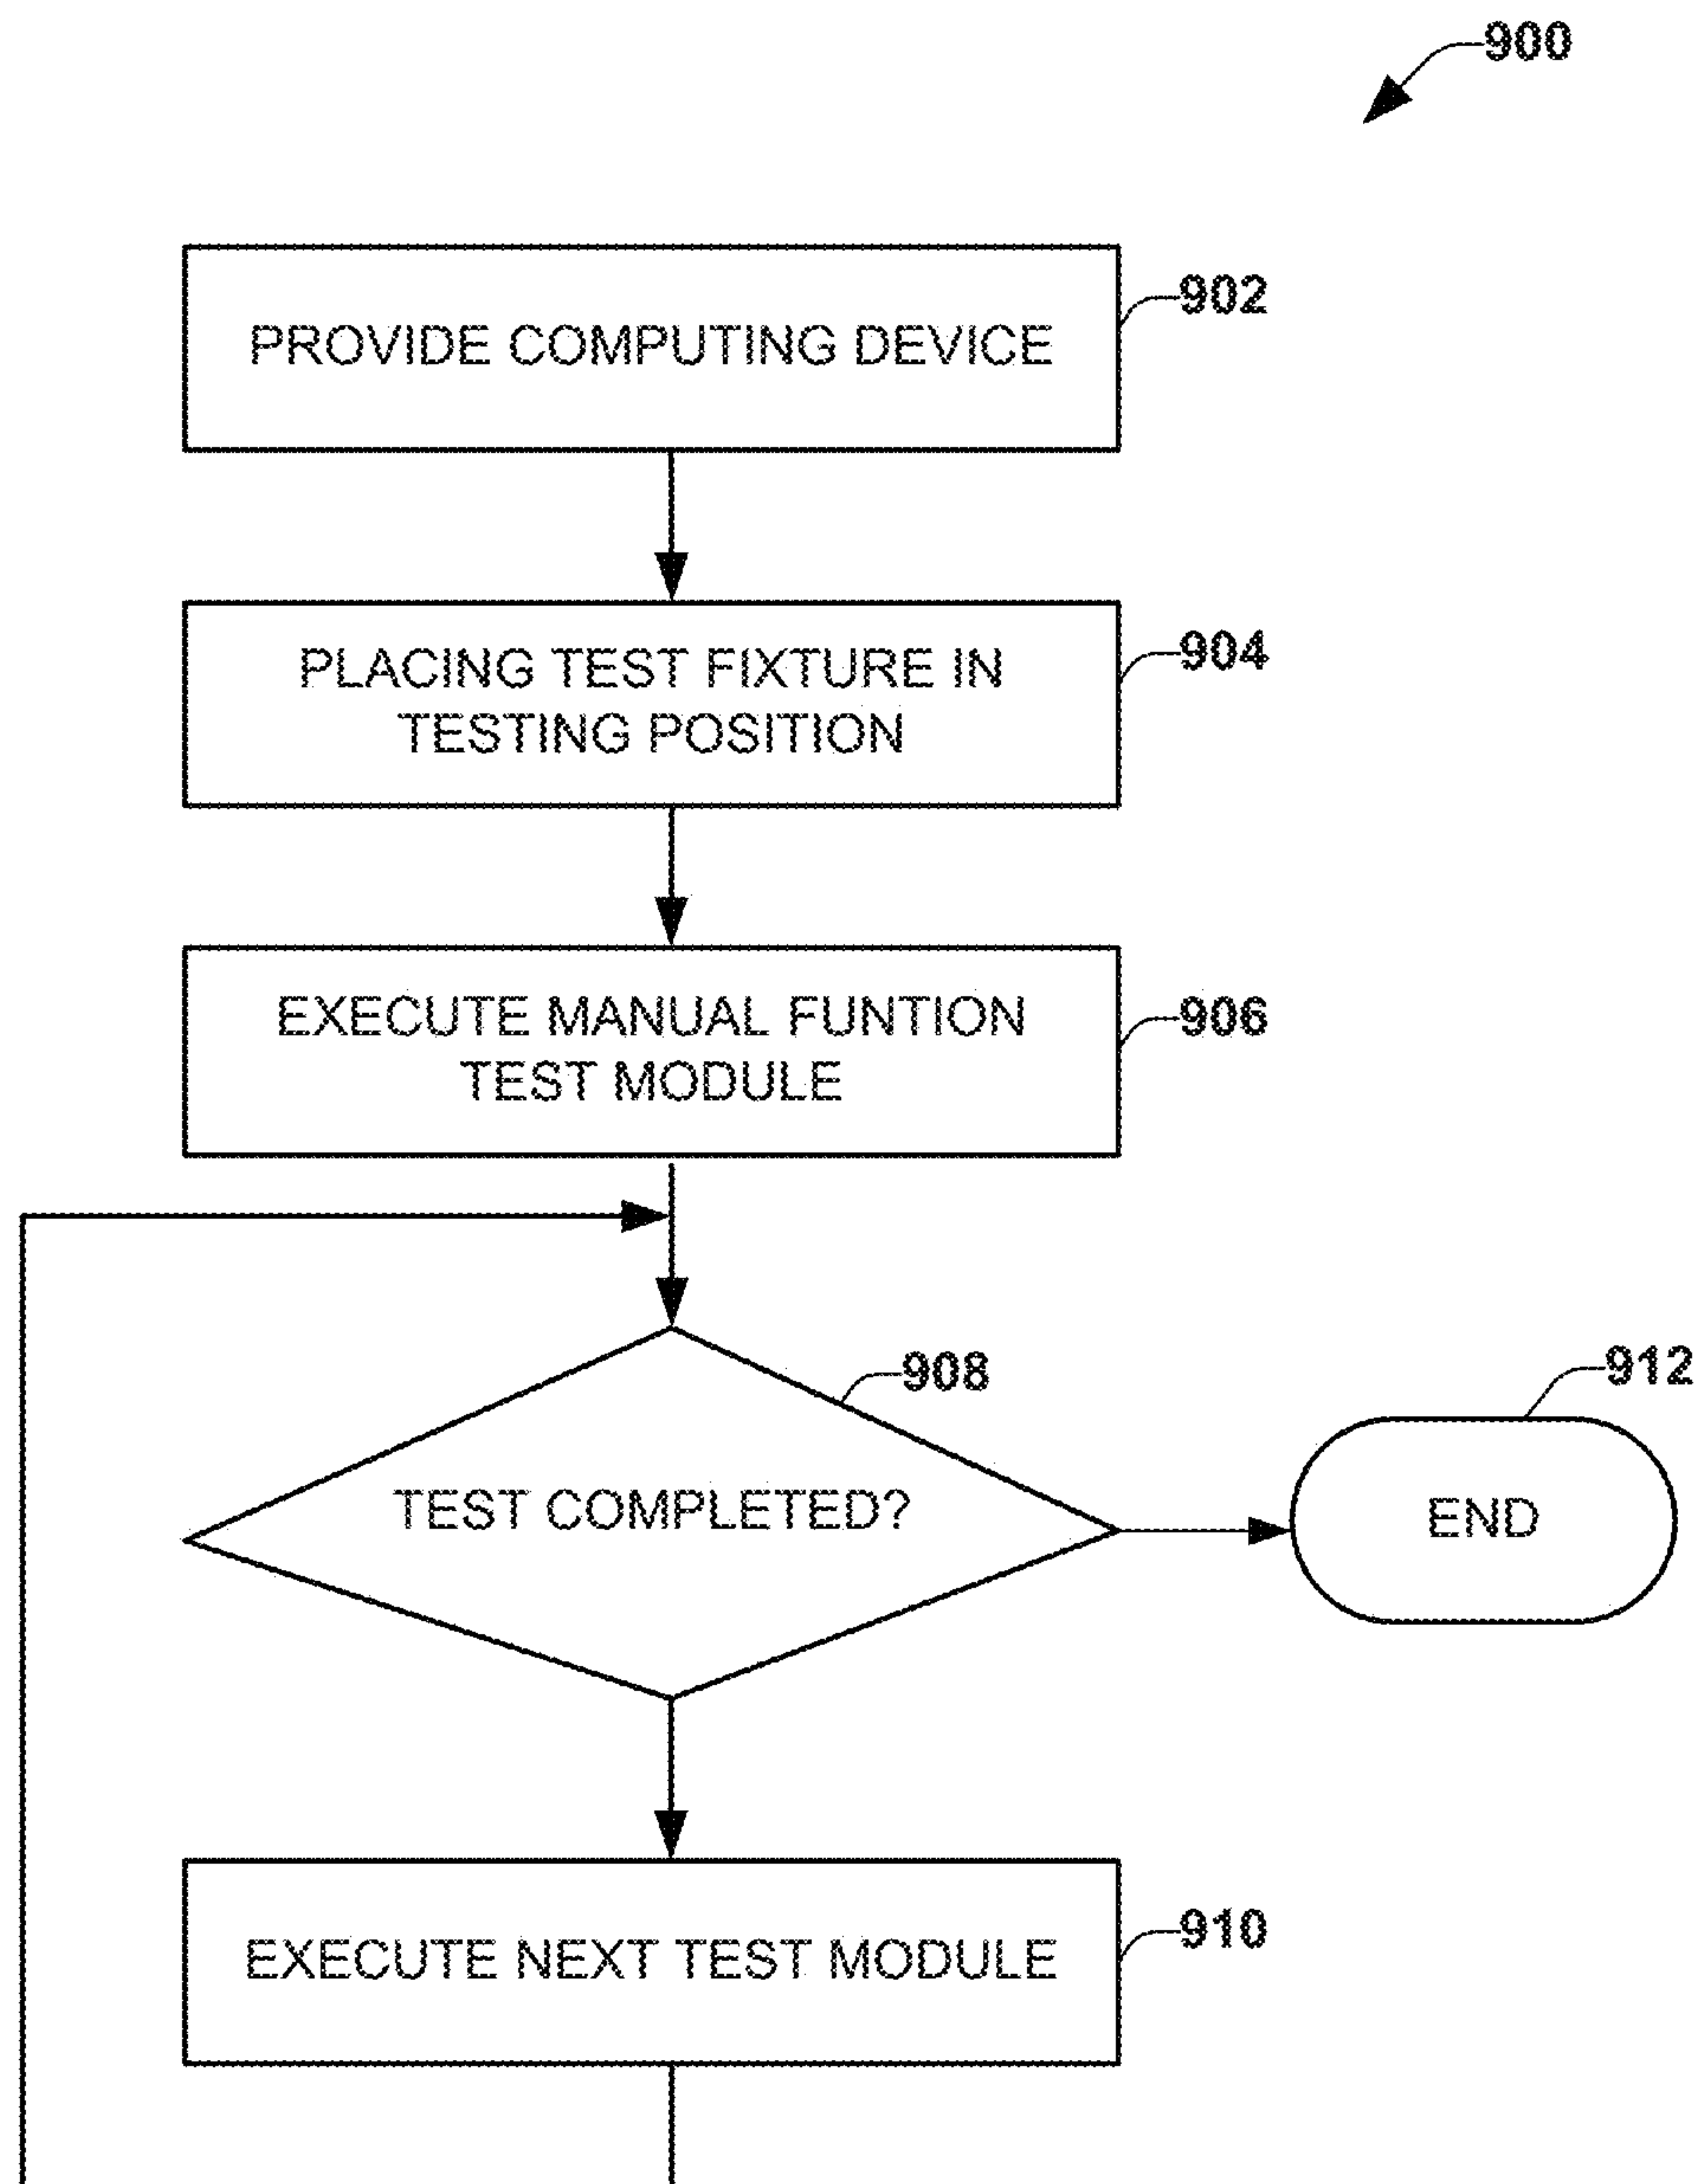 900
PROVIDE COMPUTING DEVICE
902
PLACING TEST FIXTURE IN
TESTING POSITION
904
EXECUTE MANUAL FUNTION
TEST MODULE
906
908
TEST COMPLETED?
912
END
EXECUTE NEXT TEST MODULE
910